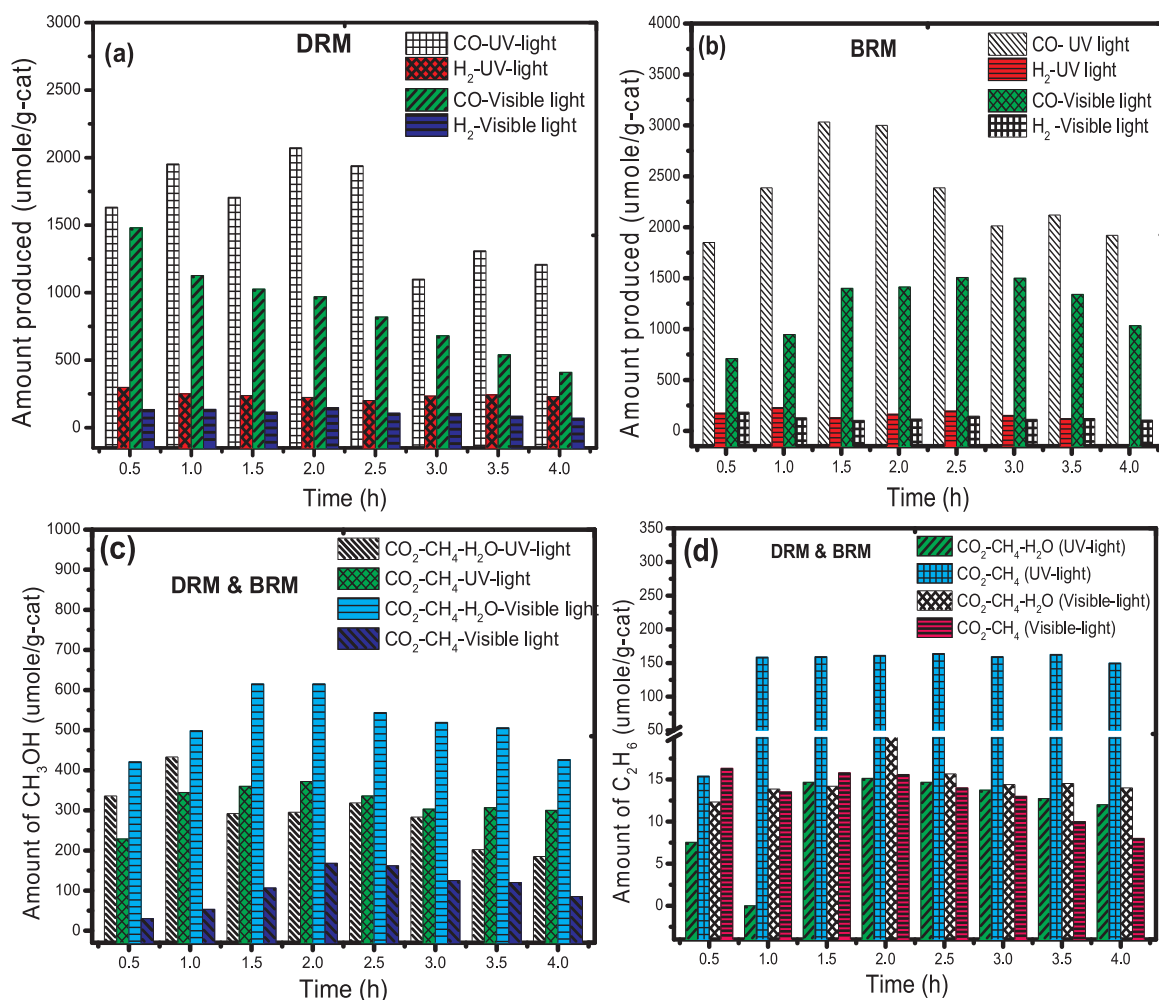 (a)
DRM
CO-UV-light
H2-UV-light
CO-Visible light
H2-Visible light
Amount produced (umole/g-cat)
3000
2500
2000
1500
1000
500
0
0.5 1.0 1.5 2.0 2.5 3.0 3.5 4.0
Time (h)
(b)
BRM
CO- UV light
H2-UV light
CO-Visible light
H2 -Visible light
Amount produced (umole/g-cat)
4000
3500
3000
2500
2000
1500
1000
500
0
0.5 1.0 1.5 2.0 2.5 3.0 3.5 4.0
Time (h)
(c)
DRM & BRM
CO2-CH4-H2O-UV-light
CO2-CH4-UV-light
CO2-CH4-H2O-Visible light
CO2-CH4-Visible light
Amount of CH3OH (umole/g-cat)
1000
900
800
700
600
500
400
300
200
100
0
0.5 1.0 1.5 2.0 2.5 3.0 3.5 4.0
Time (h)
(d)
DRM & BRM
CO2-CH4-H2O (UV-light)
CO2-CH4 (UV-light)
CO2-CH4-H2O (Visible-light)
CO2-CH4 (Visible-light)
Amount of C2H6 (umole/g-cat)
350
325
300
275
250
225
200
175
150
125
100
50
15
10
5
0
0.5 1.0 1.5 2.0 2.5 3.0 3.5 4.0
Time (h)